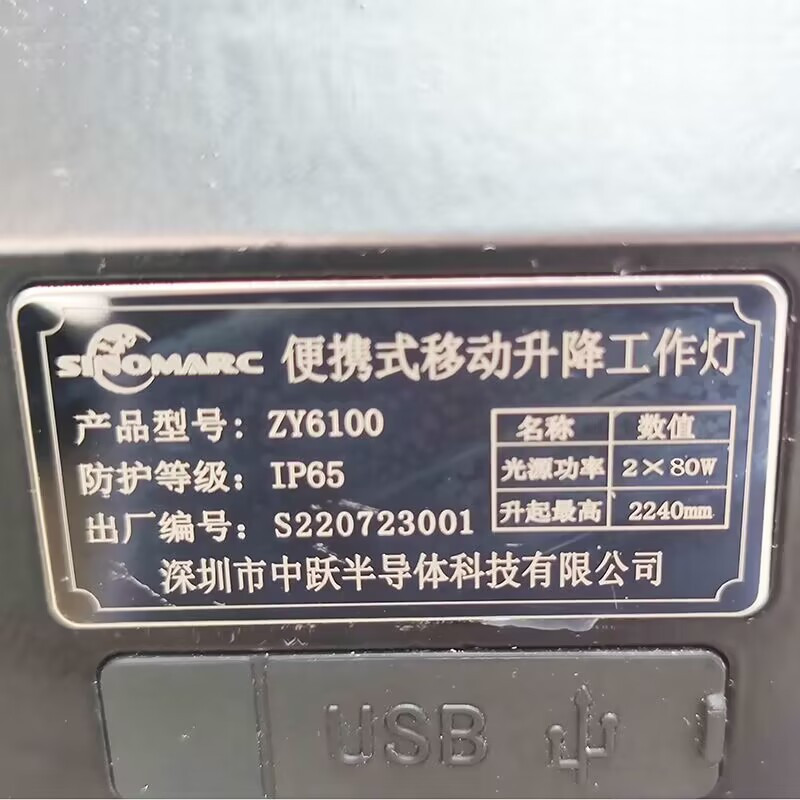 SINOMARC 便携式移动升降工作灯
产品型号: ZY6100
防护等级: IP65
出厂编号: S220723001
名称 数值
光源功率 2×80W
升起最高 2240mm
深圳市中跃半导体科技有限公司
USB